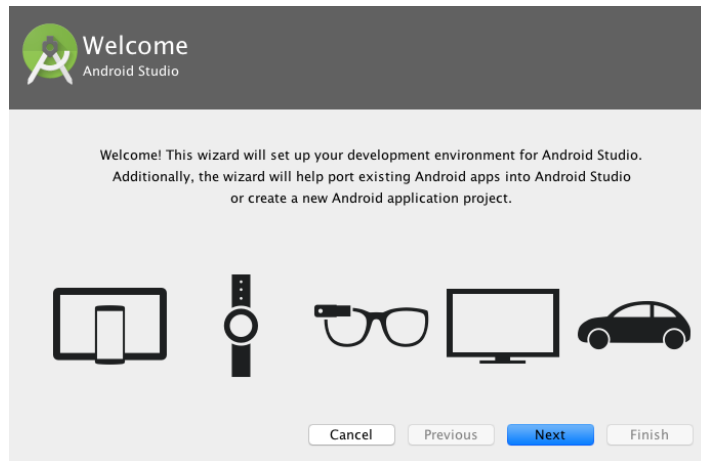 Welcome
Android Studio
Welcome! This wizard will set up your development environment for Android Studio.
Additionally, the wizard will help port existing Android apps into Android Studio
or create a new Android application project.
Cancel Previous Next Finish